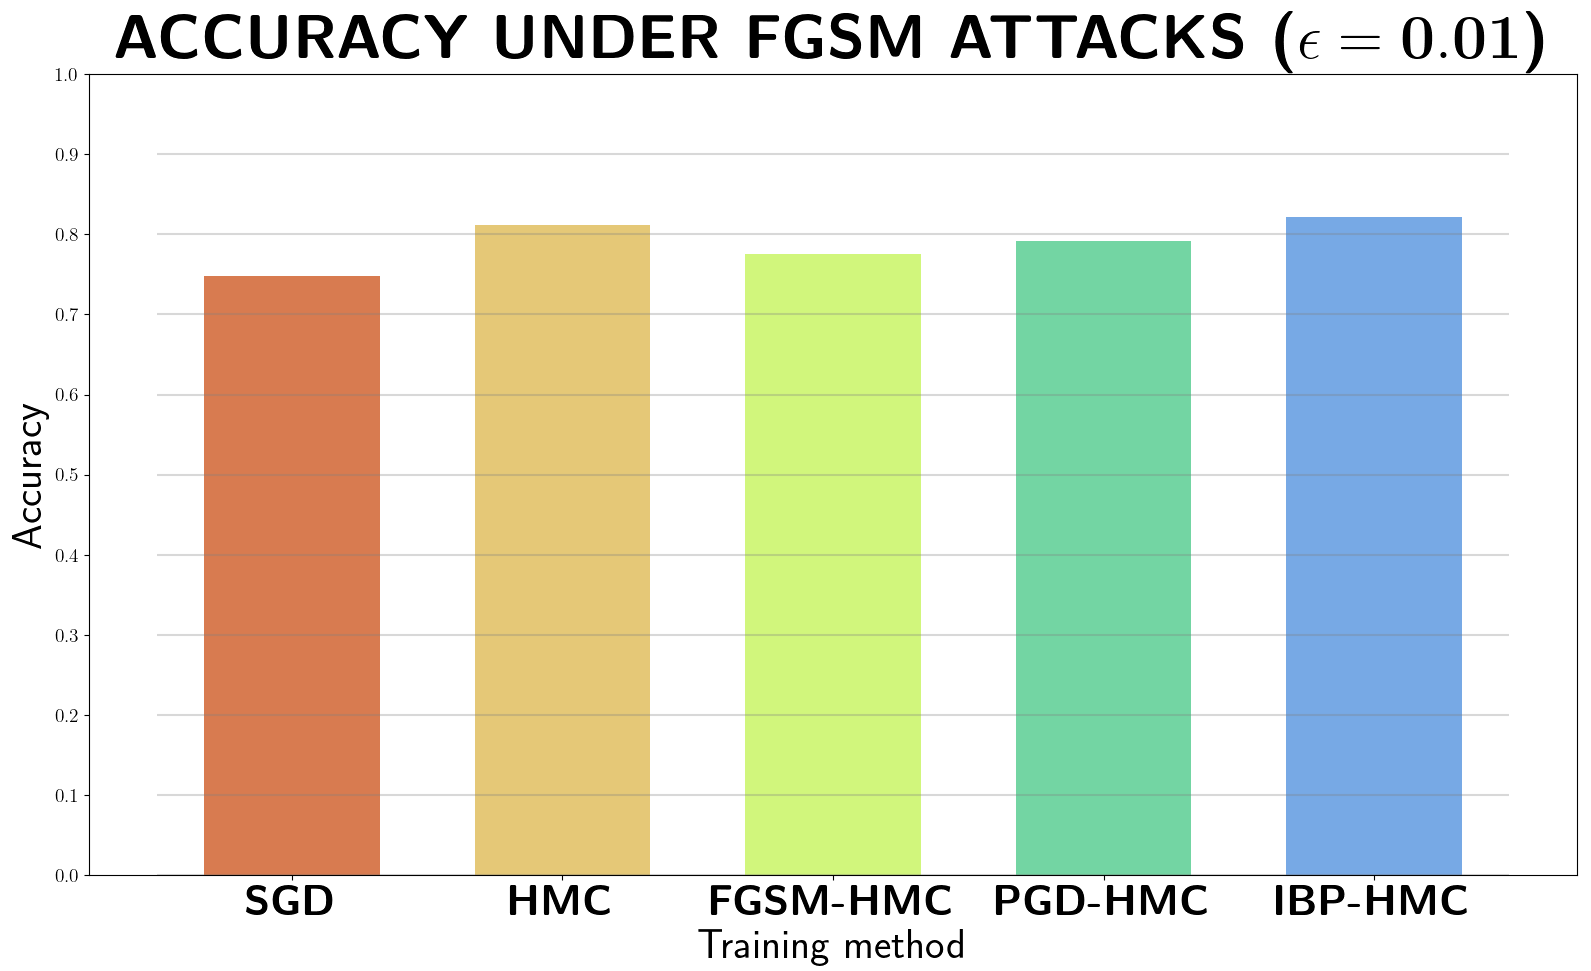 ACCURACY UNDER FGSM ATTACKS (ϵ = 0.01)
1.0
0.9
0.8
0.7
0.6
0.5
0.4
0.3
0.2
0.1
0.0
Accuracy
SGD HMC FGSM-HMC PGD-HMC IBP-HMC
Training method